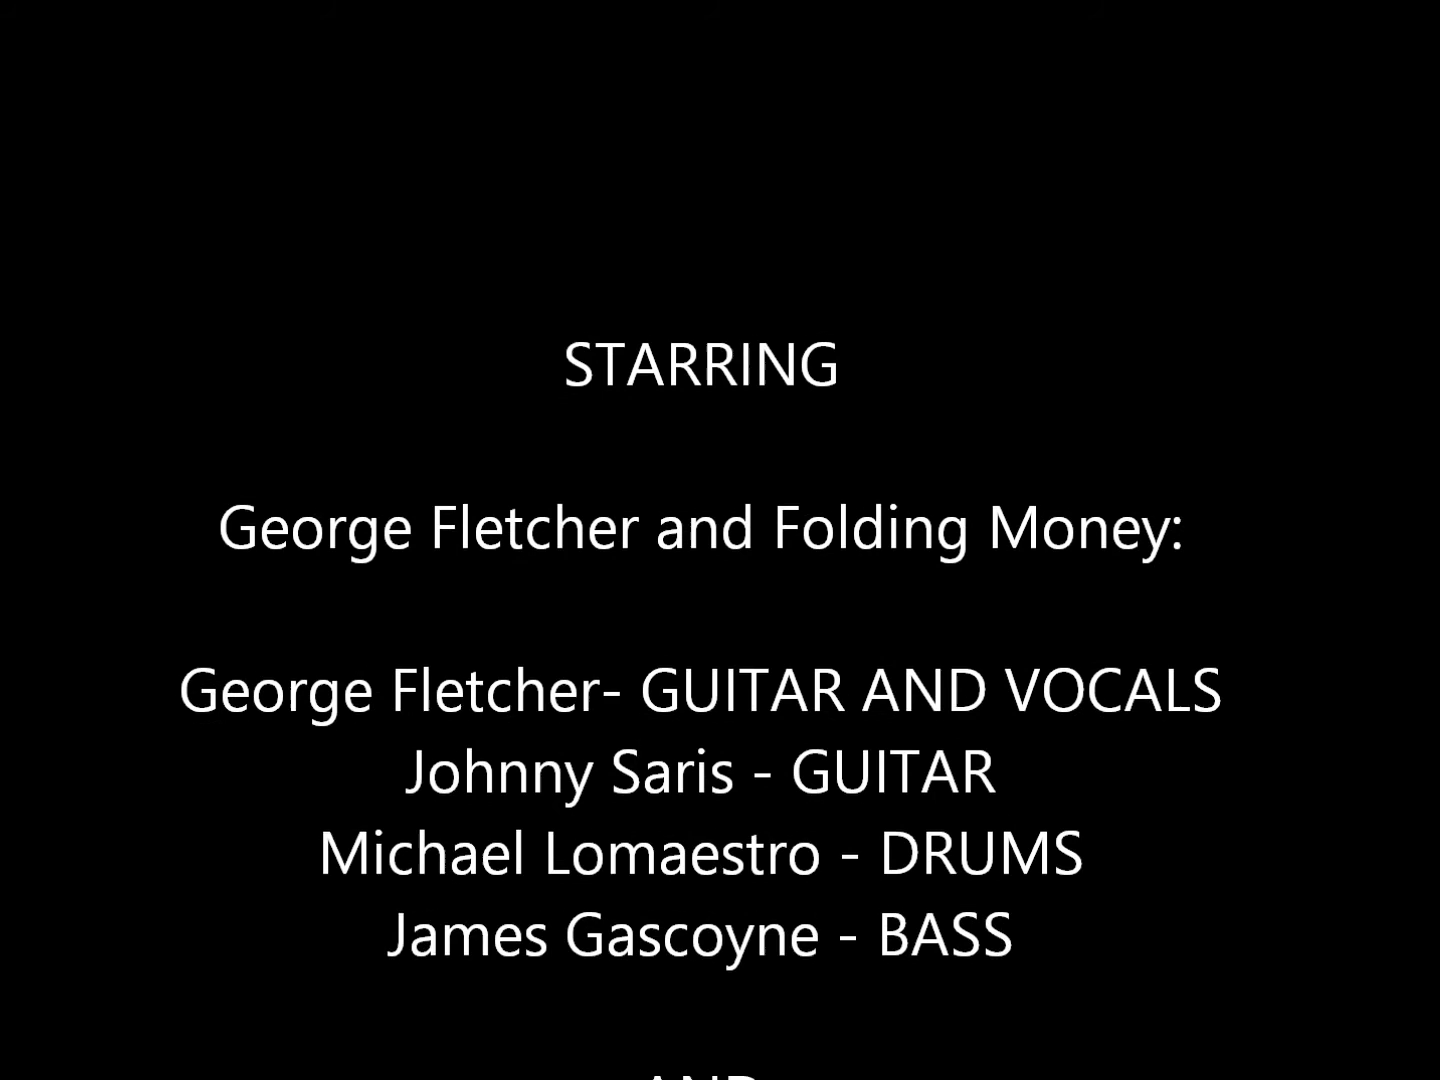 STARRING
George Fletcher and Folding Money:
George Fletcher- GUITAR AND VOCALS
Johnny Saris - GUITAR
Michael Lomaestro - DRUMS
James Gascoyne - BASS
AND